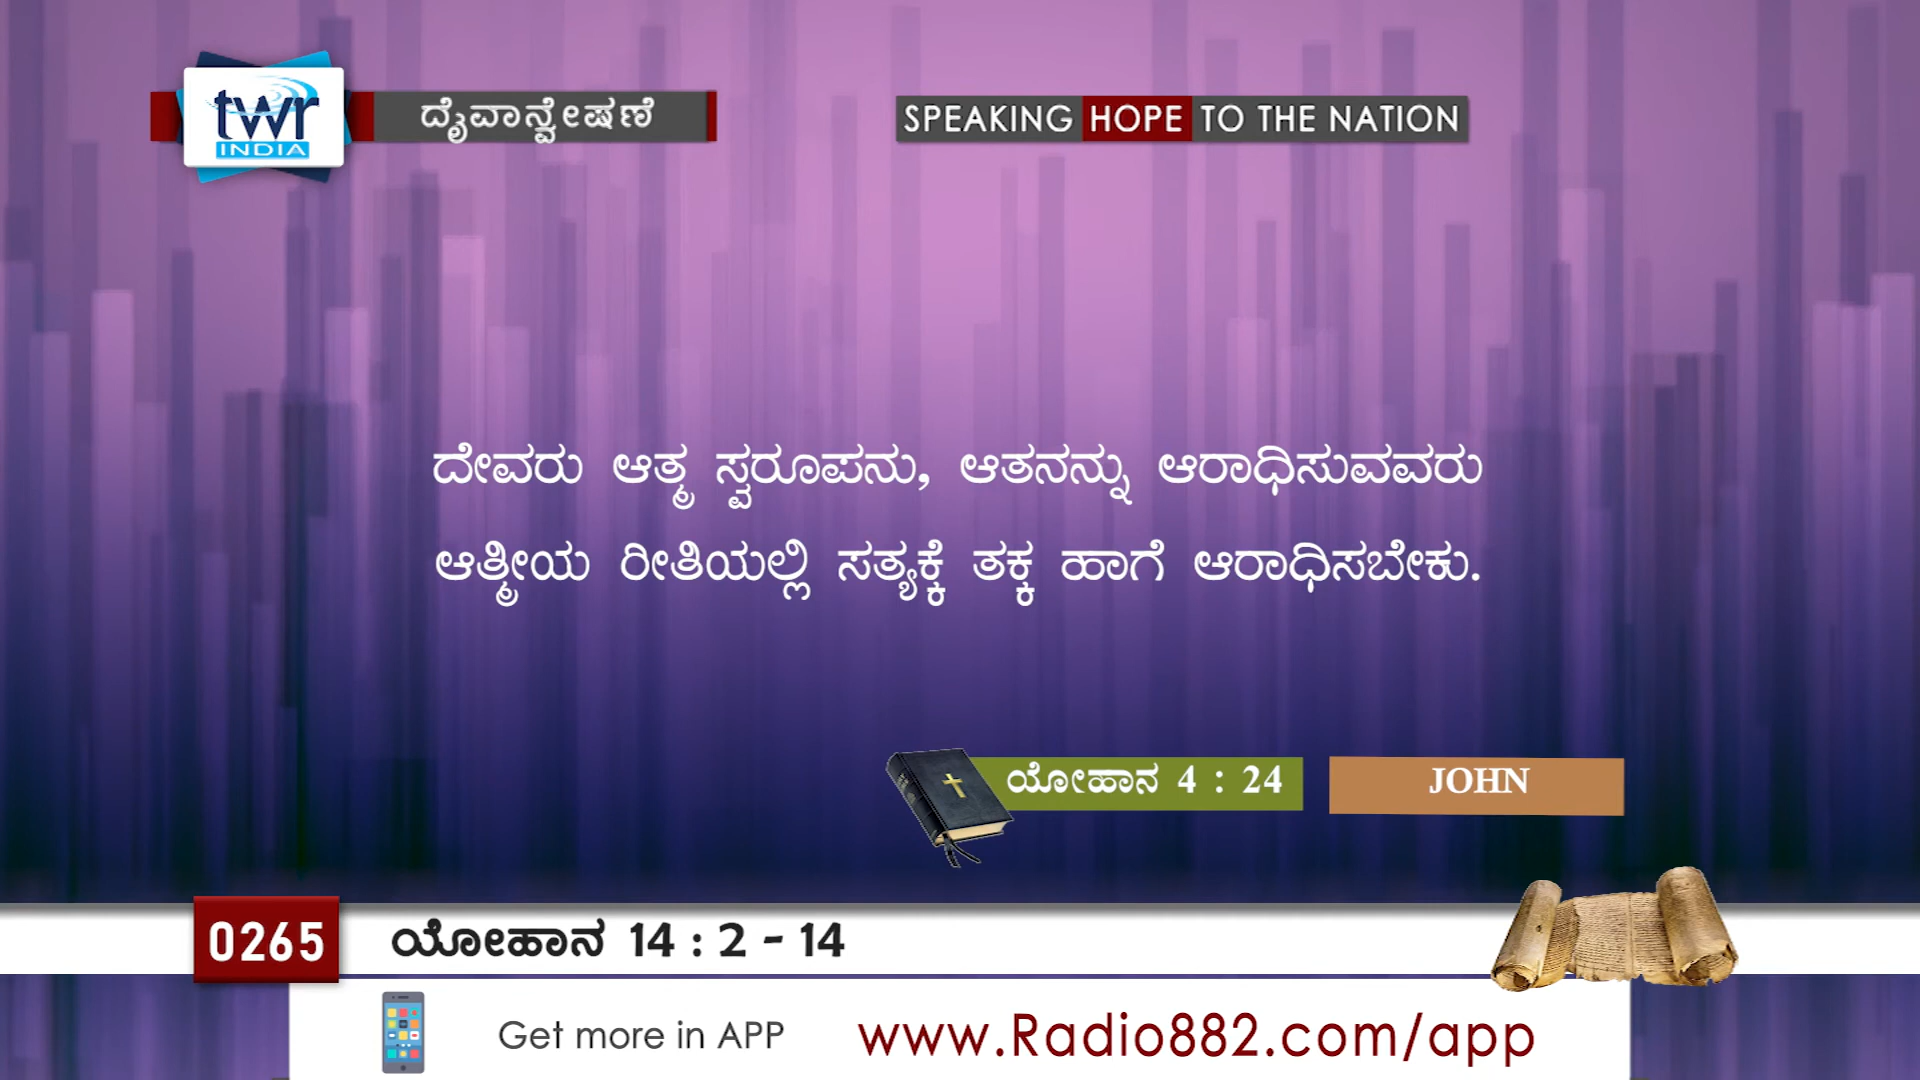 twr
INDIA
ದೈವಾನ್ವೇಷಣೆ
SPEAKING HOPE TO THE NATION
ದೇವರು ಆತ್ಮ ಸ್ವರೂಪನು, ಆತನನ್ನು ಆರಾಧಿಸುವವರು
ಆತ್ಮೀಯ ರೀತಿಯಲ್ಲಿ ಸತ್ಯಕ್ಕೆ ತಕ್ಕ ಹಾಗೆ ಆರಾಧಿಸಬೇಕು.
ಯೋಹಾನ 4 : 24
JOHN
0265
ಯೋಹಾನ 14 : 2 - 14
Get more in APP
www.Radio882.com/app